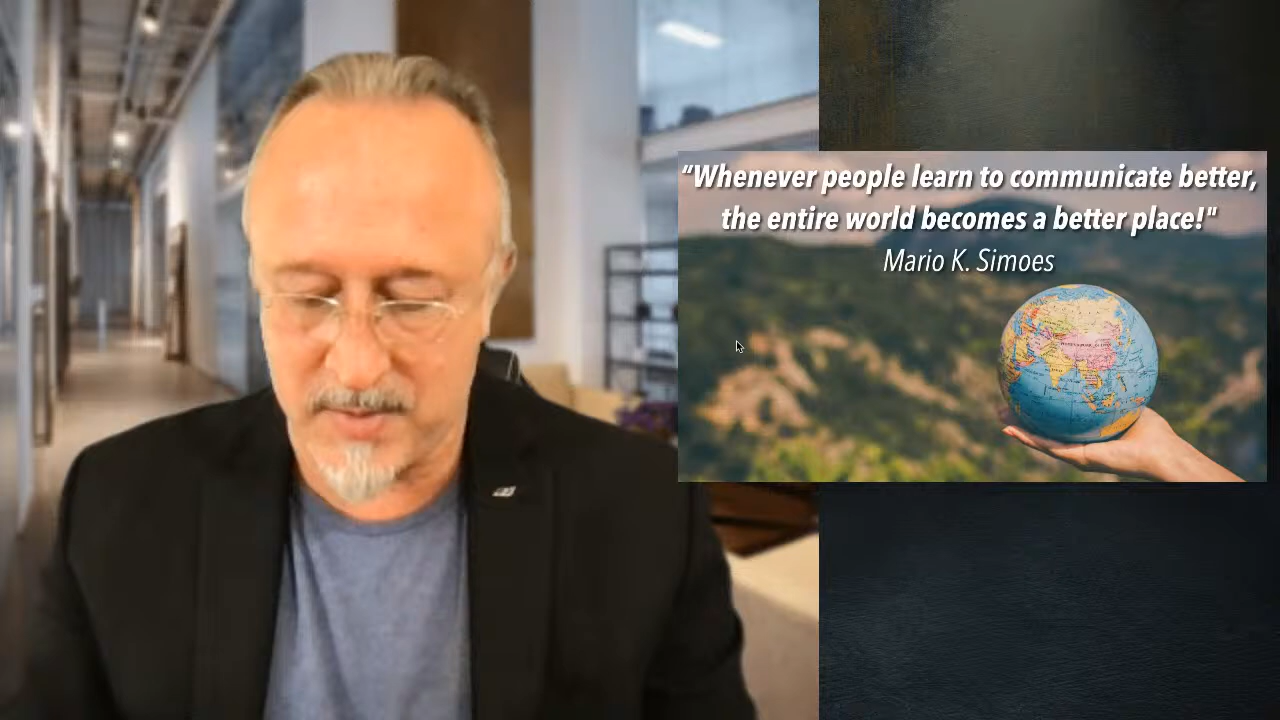 “Whenever people learn to communicate better,
the entire world becomes a better place!"
Mario K. Simoes